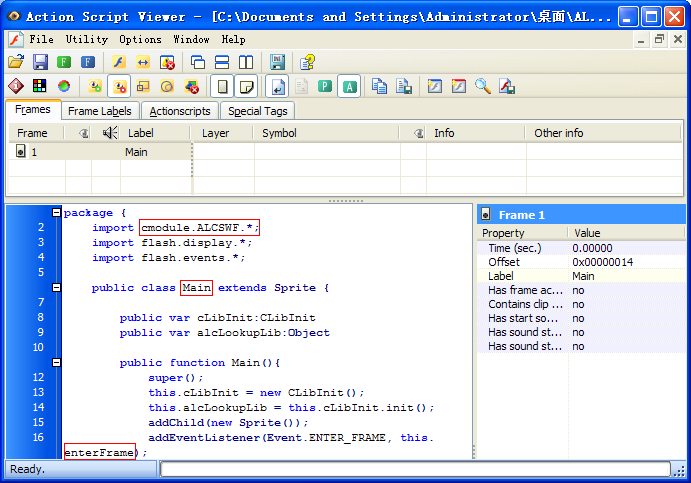 Action Script Viewer - [C:\Documents and Settings\Administrator\桌面\AL...
File Utility Options Window Help
Frames Frame Labels Actionscripts Special Tags
Frame Label Layer Symbol Info Other info
1 Main
package {
2 import cmodule.ALCSWF.*;
3 import flash.display.*;
4 import flash.events.*;
5
public class Main extends Sprite {
7
8 public var cLibInit:CLibInit
9 public var alcLookupLib:Object
10
public function Main(){
12 super();
13 this.cLibInit = new CLibInit();
14 this.alcLookupLib = this.cLibInit.init();
15 addChild(new Sprite());
16 addEventListener(Event.ENTER_FRAME, this.
enterFrame);
Frame 1
Property Value
Time (sec.) 0.00000
Offset 0x00000014
Label Main
Has frame ac... no
Contains clip ... no
Has start so... no
Has sound st... no
Has sound st... no
Ready.